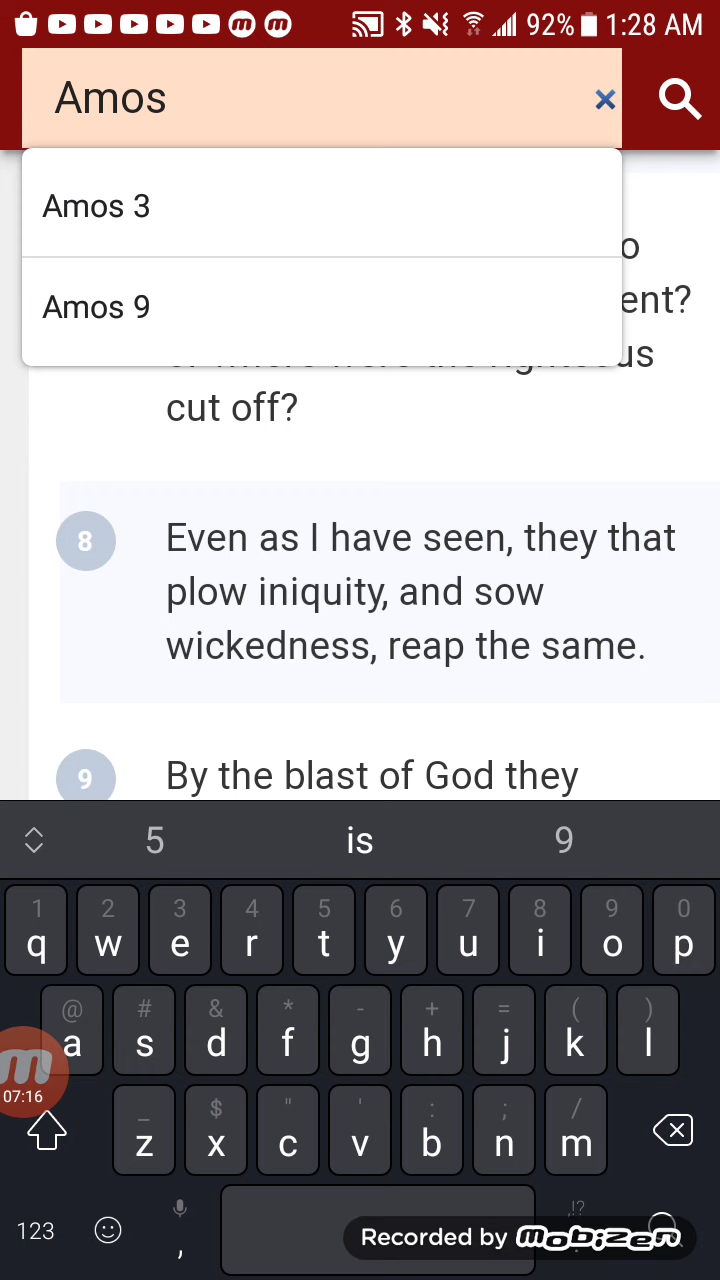 92% 1:28 AM
Amos ×
Amos 3
Amos 9
o
ent?
us
cut off?
8 Even as I have seen, they that
plow iniquity, and sow
wickedness, reap the same.
9 By the blast of God they
5 is 9
1 2 3 4 5 6 7 8 9 0
q w e r t y u i o p
@ # & * - + = ( )
a s d f g h j k l
m
07:16
_ $ " ' : ; /
z x c v b n m
!?
123 ,
Recorded by mobizen